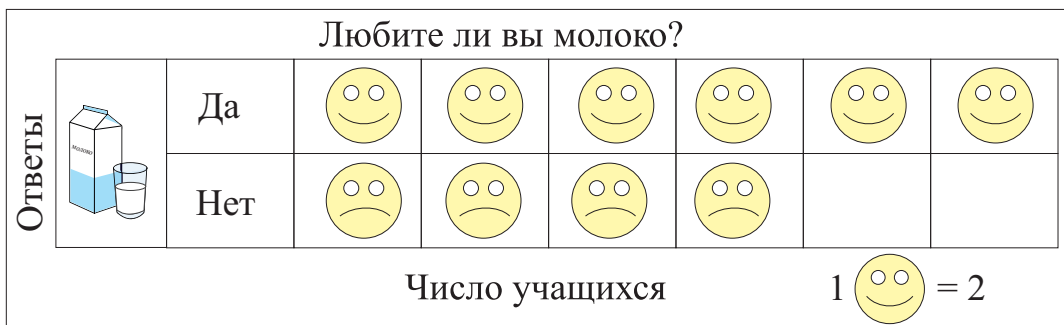 Любите ли вы молоко?
Ответы
МОЛОКО
Да
Нет
Число учащихся 1 = 2